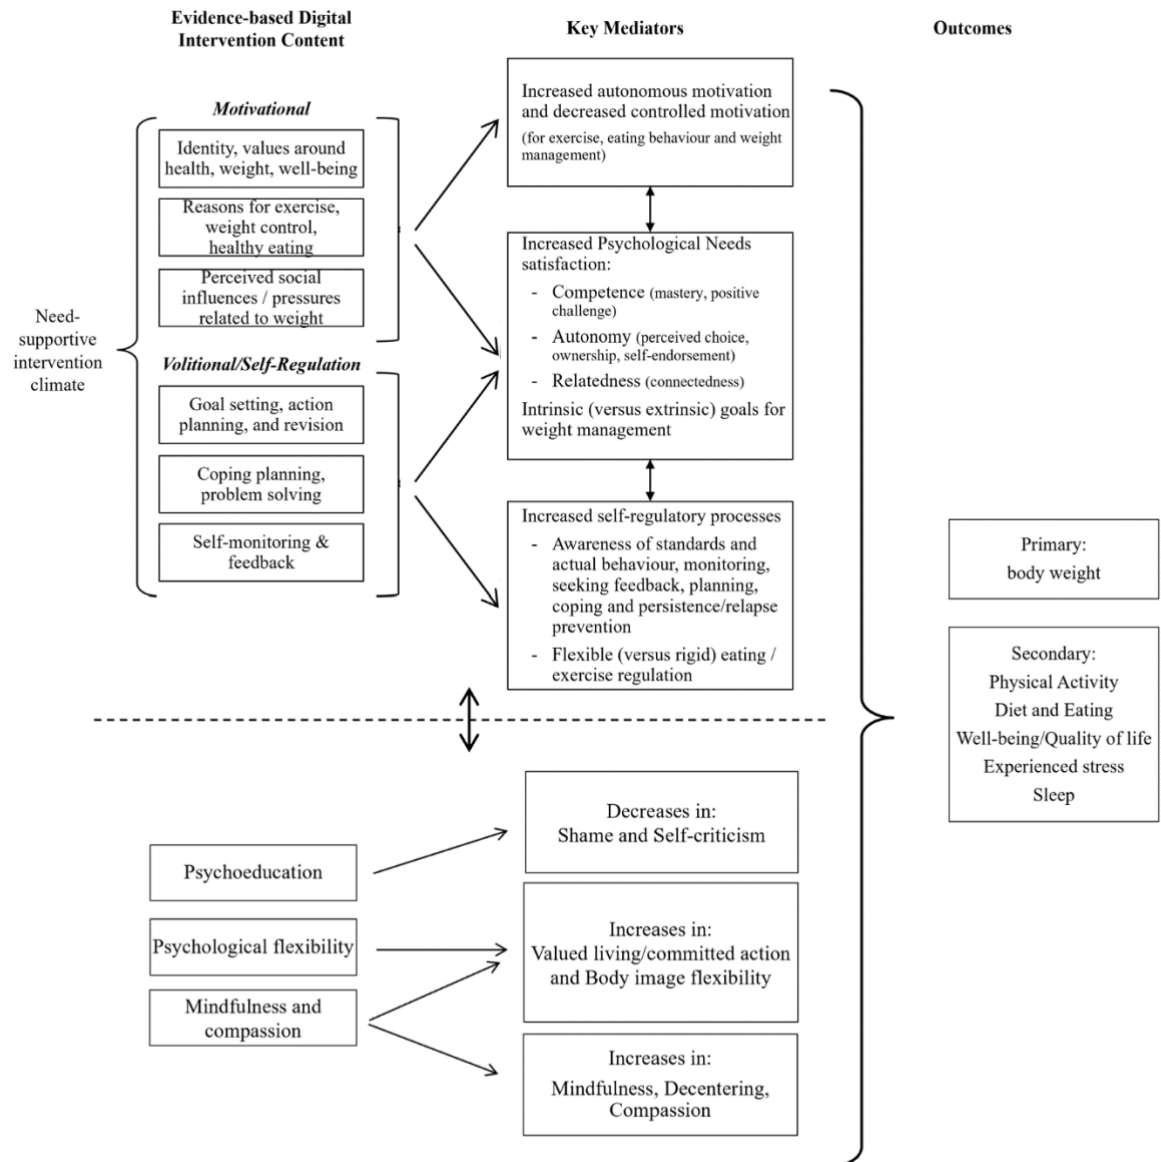 Evidence-based Digital
Intervention Content
Key Mediators
Outcomes
Motivational
Identity, values around
health, weight, well-being
Reasons for exercise,
weight control,
healthy eating
Perceived social
influences / pressures
related to weight
Need-
supportive
intervention
climate
Volitional/Self-Regulation
Goal setting, action
planning, and revision
Coping planning,
problem solving
Self-monitoring &
feedback
Increased autonomous motivation
and decreased controlled motivation
(for exercise, eating behaviour and weight
management)
Increased Psychological Needs
satisfaction:
- Competence (mastery, positive
challenge)
- Autonomy (perceived choice,
ownership, self-endorsement)
- Relatedness (connectedness)
Intrinsic (versus extrinsic) goals for
weight management
Increased self-regulatory processes
- Awareness of standards and
actual behaviour, monitoring,
seeking feedback, planning,
coping and persistence/relapse
prevention
- Flexible (versus rigid) eating /
exercise regulation
Psychoeducation
Psychological flexibility
Mindfulness and
compassion
Decreases in:
Shame and Self-criticism
Increases in:
Valued living/committed action
and Body image flexibility
Increases in:
Mindfulness, Decentering,
Compassion
Primary:
body weight
Secondary:
Physical Activity
Diet and Eating
Well-being/Quality of life
Experienced stress
Sleep